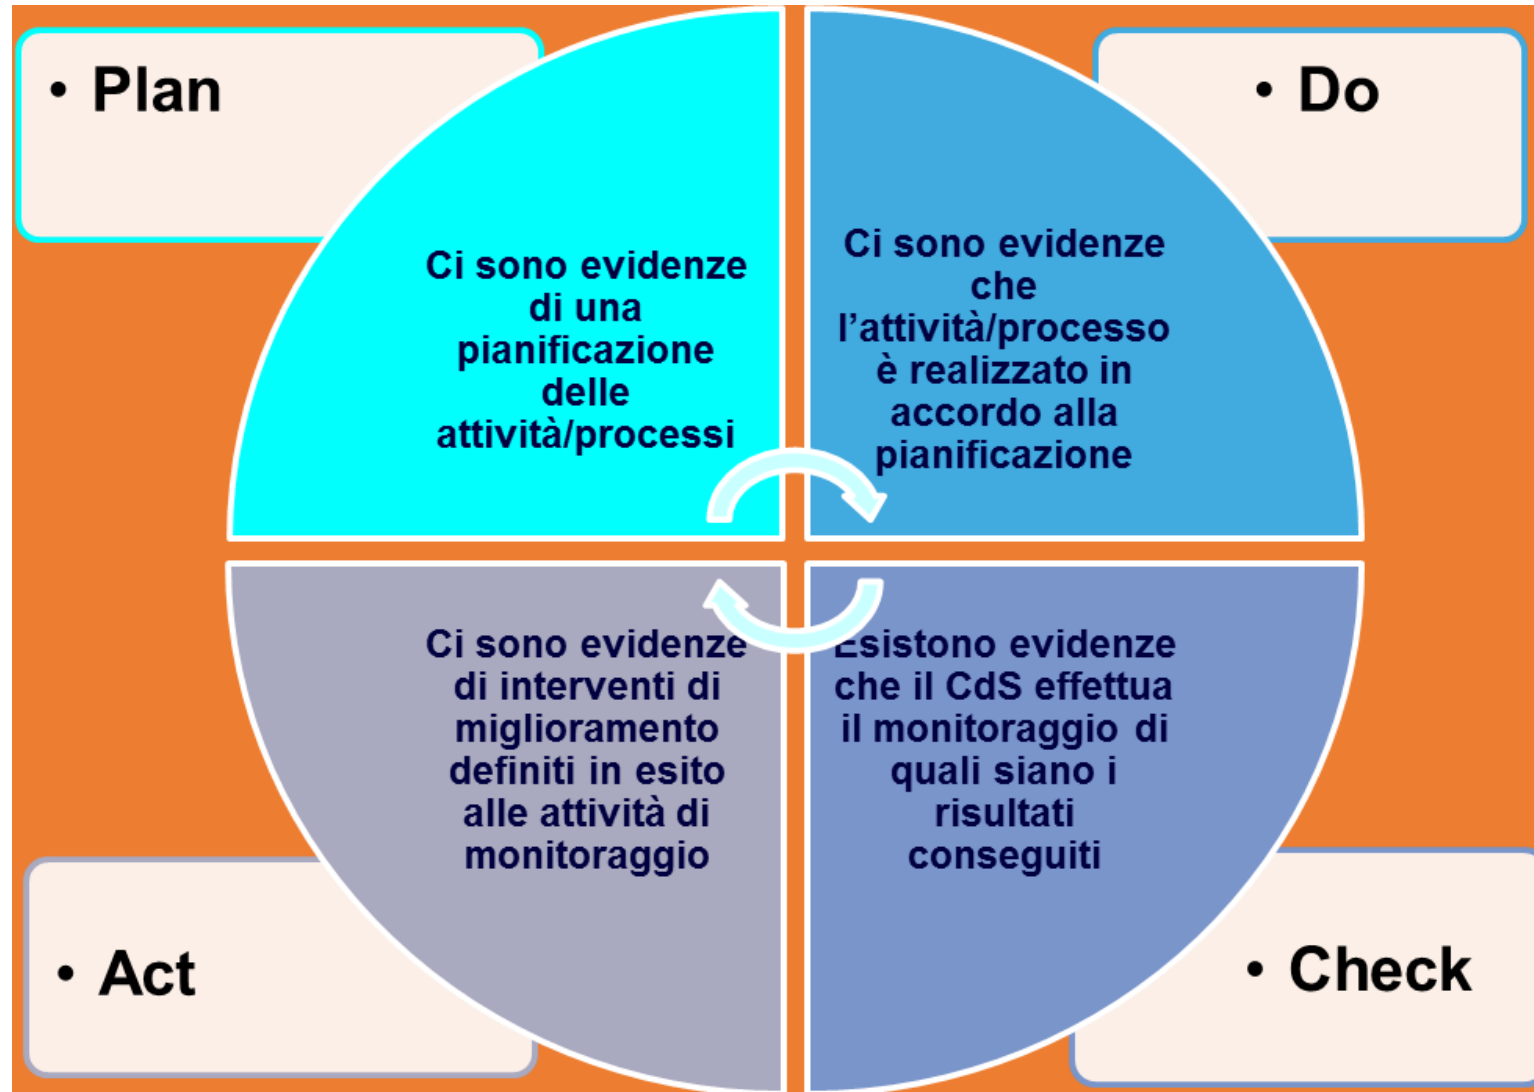 • Plan
Ci sono evidenze
di una
pianificazione
delle
attività/processi
• Do
Ci sono evidenze
che
l’attività/processo
è realizzato in
accordo alla
pianificazione
Ci sono evidenze
di interventi di
miglioramento
definiti in esito
alle attività di
monitoraggio
• Act
Esistono evidenze
che il CdS effettua
il monitoraggio di
quali siano i
risultati
conseguiti
• Check